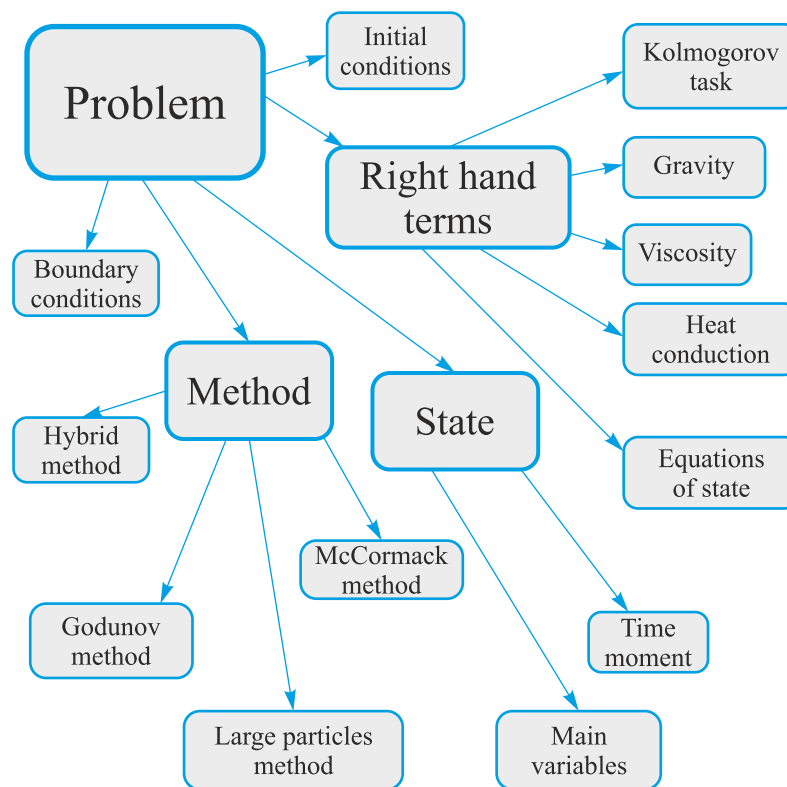 Problem
Initial
conditions
Kolmogorov
task
Right hand
terms
Gravity
Viscosity
Boundary
conditions
Heat
conduction
Method
State
Hybrid
method
Equations
of state
McCormack
method
Godunov
method
Time
moment
Large particles
method
Main
variables